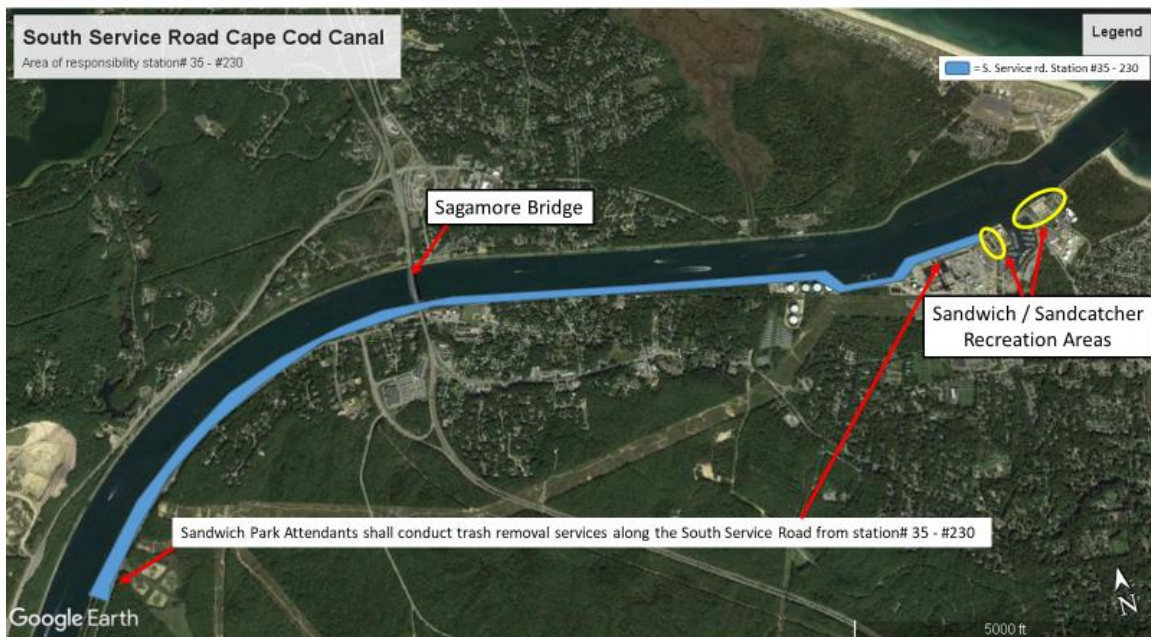 South Service Road Cape Cod Canal
Area of responsibility station# 35 - #230
Legend
= S. Service rd. Station #35 - 230
Sagamore Bridge
Sandwich / Sandcatcher
Recreation Areas
Sandwich Park Attendants shall conduct trash removal services along the South Service Road from station# 35 - #230
Google Earth
N
5000 ft